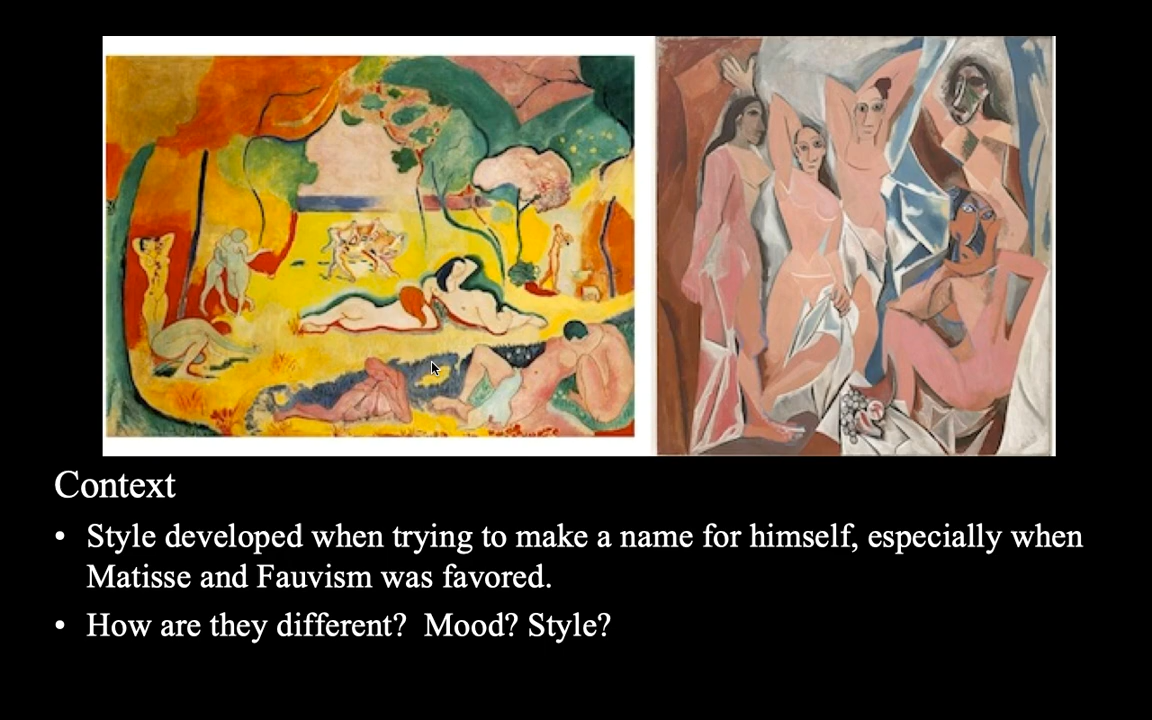 Context
• Style developed when trying to make a name for himself, especially when
Matisse and Fauvism was favored.
• How are they different?  Mood? Style?